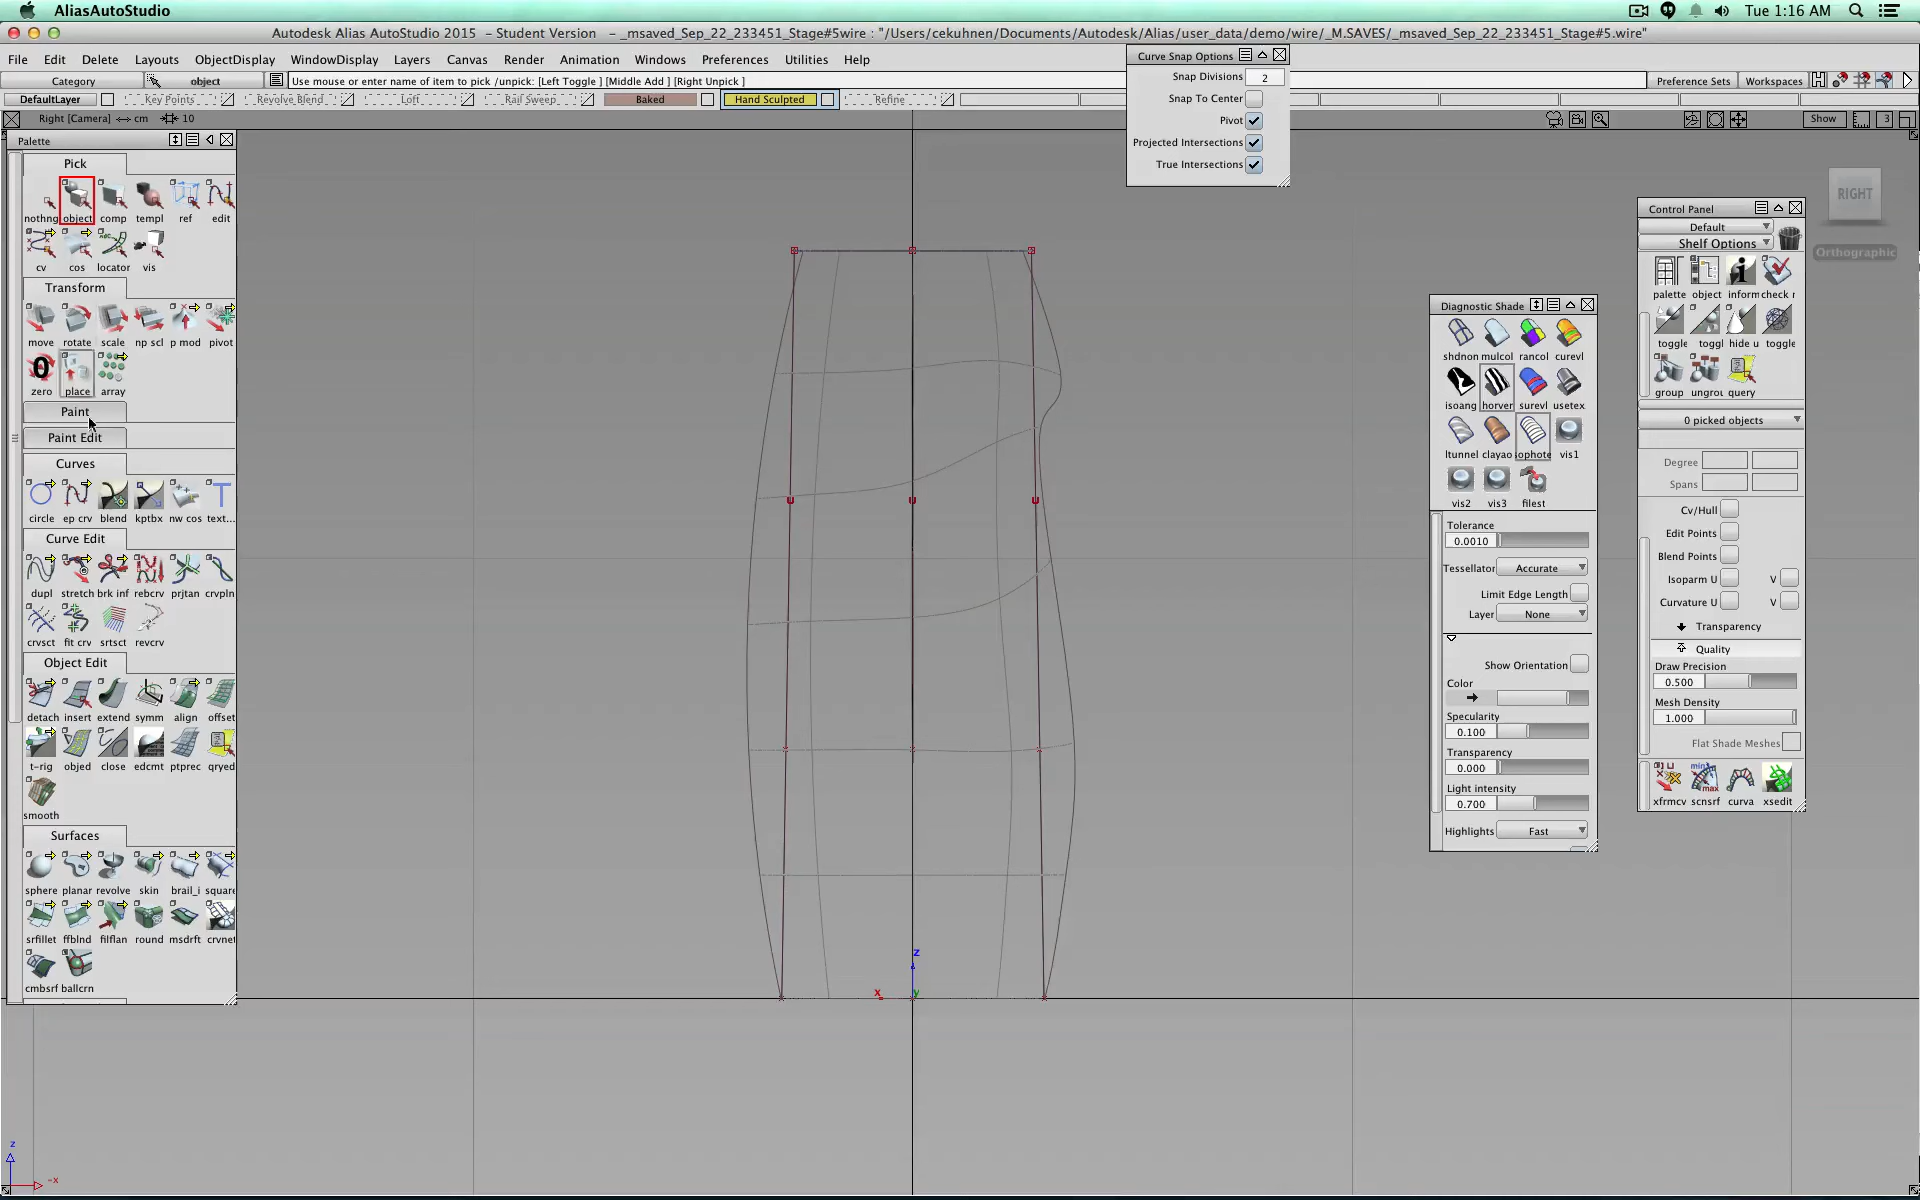 AliasAutoStudio
Tue 1:16 AM
Autodesk Alias AutoStudio 2015 - Student Version - _msaved_Sep_22_233451_Stage#5wire : "/Users/cekuhnen/Documents/Autodesk/Alias/user_data/demo/wire/_M.SAVES/_msaved_Sep_22_233451_Stage#5.wire"
File Edit Delete Layouts ObjectDisplay WindowDisplay Layers Canvas Render Animation Windows Preferences Utilities Help
Category object Use mouse or enter name of item to pick /unpick: [Left Toggle ] [Middle Add ] [Right Unpick ]
Preference Sets Workspaces
DefaultLayer Key Points Revolve Blend Loft Rail Sweep Baked Hand Sculpted Refine
Right [Camera] cm 10
Show 3
Curve Snap Options
Snap Divisions 2
Snap To Center
Pivot
Projected Intersections
True Intersections
Palette
Pick
nothng object comp templ ref edit
cv cos locator vis
Transform
move rotate scale np scl p mod pivot
0
zero place array
Paint
Paint Edit
Curves
circle ep crv blend kptbx nw cos text...
Curve Edit
dupl stretch brk inf rebcrv prjtan crvpln
crvsct fit crv srtsct revcrv
Object Edit
detach insert extend symm align offset
t-rig objed close edcmt ptprec qryed
smooth
Surfaces
sphere planar revolve skin brail_i square
srfillet ffblnd filflan round msdrft crvnet
cmbsrf ballcrn
z
x
y
z
-x
RIGHT
Orthographic
Diagnostic Shade
shdnon mulcol rancol curevl
isoang horver surevl usetex
ltunnel clayao isophote vis1
vis2 vis3 filest
Tolerance
0.0010
Tessellator Accurate
Limit Edge Length
Layer None
Show Orientation
Color
Specularity
0.100
Transparency
0.000
Light intensity
0.700
Highlights Fast
Control Panel
Default
Shelf Options
palette object inform check r
toggle toggl hide u toggle
group ungrou query
0 picked objects
Degree
Spans
Cv/Hull
Edit Points
Blend Points
Isoparm U V
Curvature U V
Transparency
Quality
Draw Precision
0.500
Mesh Density
1.000
Flat Shade Meshes
xfrmcv scnsrf curva xsedit